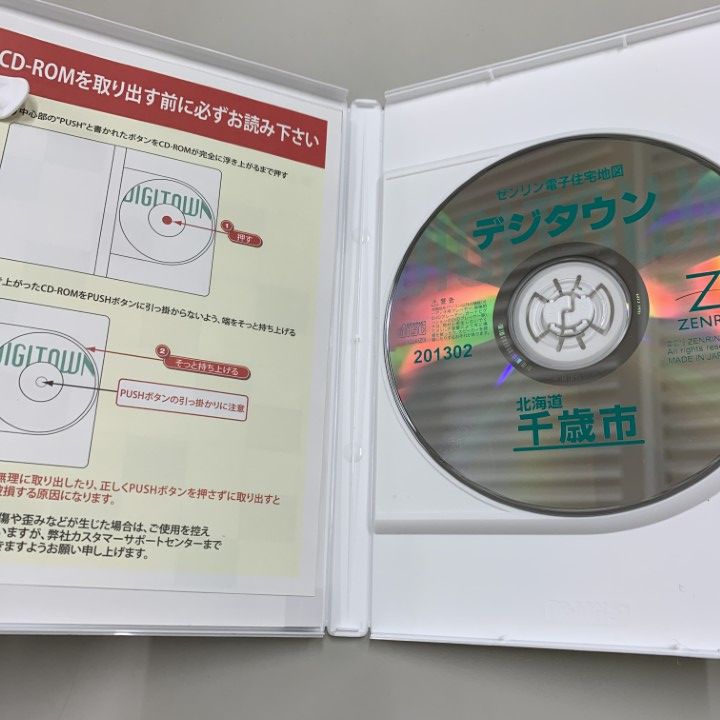 CD-ROMを取り出す前に必ずお読み下さい
中心部の"PUSH"と書かれたボタンをCD-ROMが完全に浮き上がるまで押す
DIGITOWN
1
押す
上がったCD-ROMをPUSHボタンに引っ掛からないよう、端をそっと持ち上げる
DIGITOWN
2
そっと持ち上げる
PUSHボタンの引っ掛かりに注意
無理に取り出したり、正しくPUSHボタンを押さずに取り出すと
破損する原因になります。
傷や歪みなどが生じた場合は、ご使用を控え
いますが、弊社カスタマーサポートセンターまで
きますようお願い申し上げます。
ゼンリン電子住宅地図
デジタウン
警告
201302
北海道
千歳市
Z
ZENRIN
ZENRIN
All rights rese
MADE IN JAP